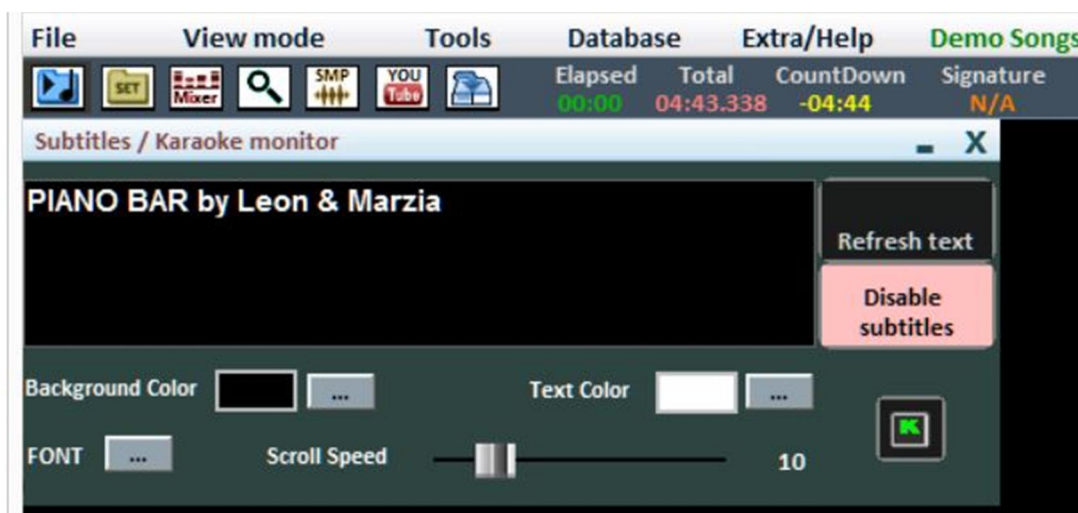 File View mode Tools Database Extra/Help Demo Songs
SET Mixer SMP YOU Tube
Elapsed Total CountDown Signature
00:00 04:43.338 -04:44 N/A
Subtitles / Karaoke monitor X
PIANO BAR by Leon & Marzia
Refresh text
Disable
subtitles
Background Color ... Text Color ...
FONT ... Scroll Speed 10
K